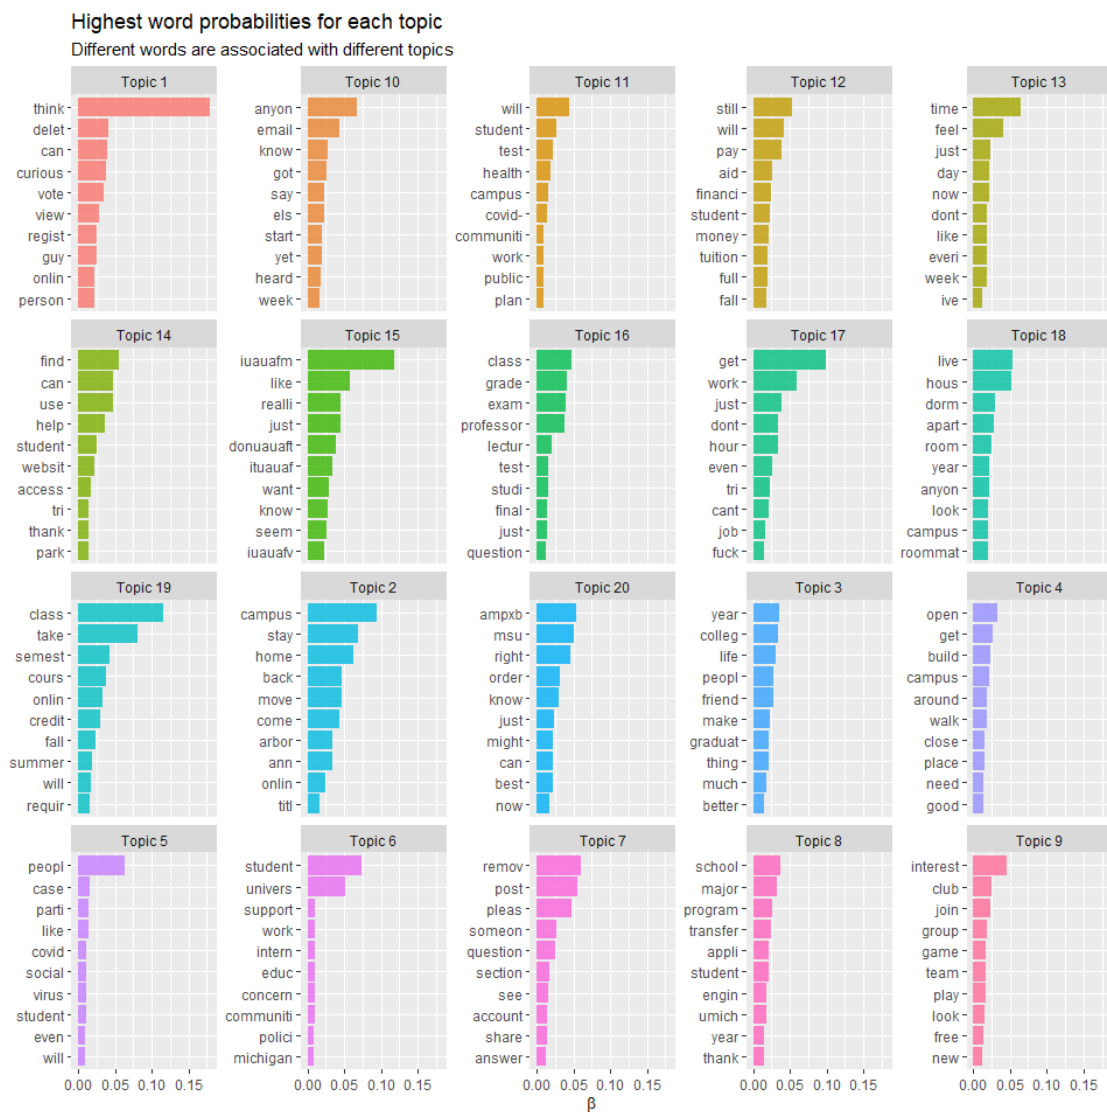 Highest word probabilities for each topic
Different words are associated with different topics
Topic 1
think
delet
can
curious
vote
view
regist
guy
onlin
person
Topic 10
anyon
email
know
got
say
els
start
yet
heard
week
Topic 11
will
student
test
health
campus
covid-
communiti
work
public
plan
Topic 12
still
will
pay
aid
financi
student
money
tuition
full
fall
Topic 13
time
feel
just
day
now
dont
like
everi
week
ive
Topic 14
find
can
use
help
student
websit
access
tri
thank
park
Topic 15
iuauafm
like
realli
just
donuauaft
ituauaf
want
know
seem
iuauafv
Topic 16
class
grade
exam
professor
lectur
test
studi
final
just
question
Topic 17
get
work
just
dont
hour
even
tri
cant
job
fuck
Topic 18
live
hous
dorm
apart
room
year
anyon
look
campus
roommat
Topic 19
class
take
semest
cours
onlin
credit
fall
summer
will
requir
Topic 2
campus
stay
home
back
move
come
arbor
ann
onlin
titl
Topic 20
ampxb
msu
right
order
know
just
might
can
best
now
Topic 3
year
colleg
life
peopl
friend
make
graduat
thing
much
better
Topic 4
open
get
build
campus
around
walk
close
place
need
good
Topic 5
peopl
case
parti
like
covid
social
virus
student
even
will
Topic 6
student
univers
support
work
intern
educ
concern
communiti
polici
michigan
Topic 7
remov
post
pleas
someon
question
section
see
account
share
answer
Topic 8
school
major
program
transfer
appli
student
engin
umich
year
thank
Topic 9
interest
club
join
group
game
team
play
look
free
new
0.00 0.05 0.10 0.15
0.00 0.05 0.10 0.15
0.00 0.05 0.10 0.15
0.00 0.05 0.10 0.15
0.00 0.05 0.10 0.15
β